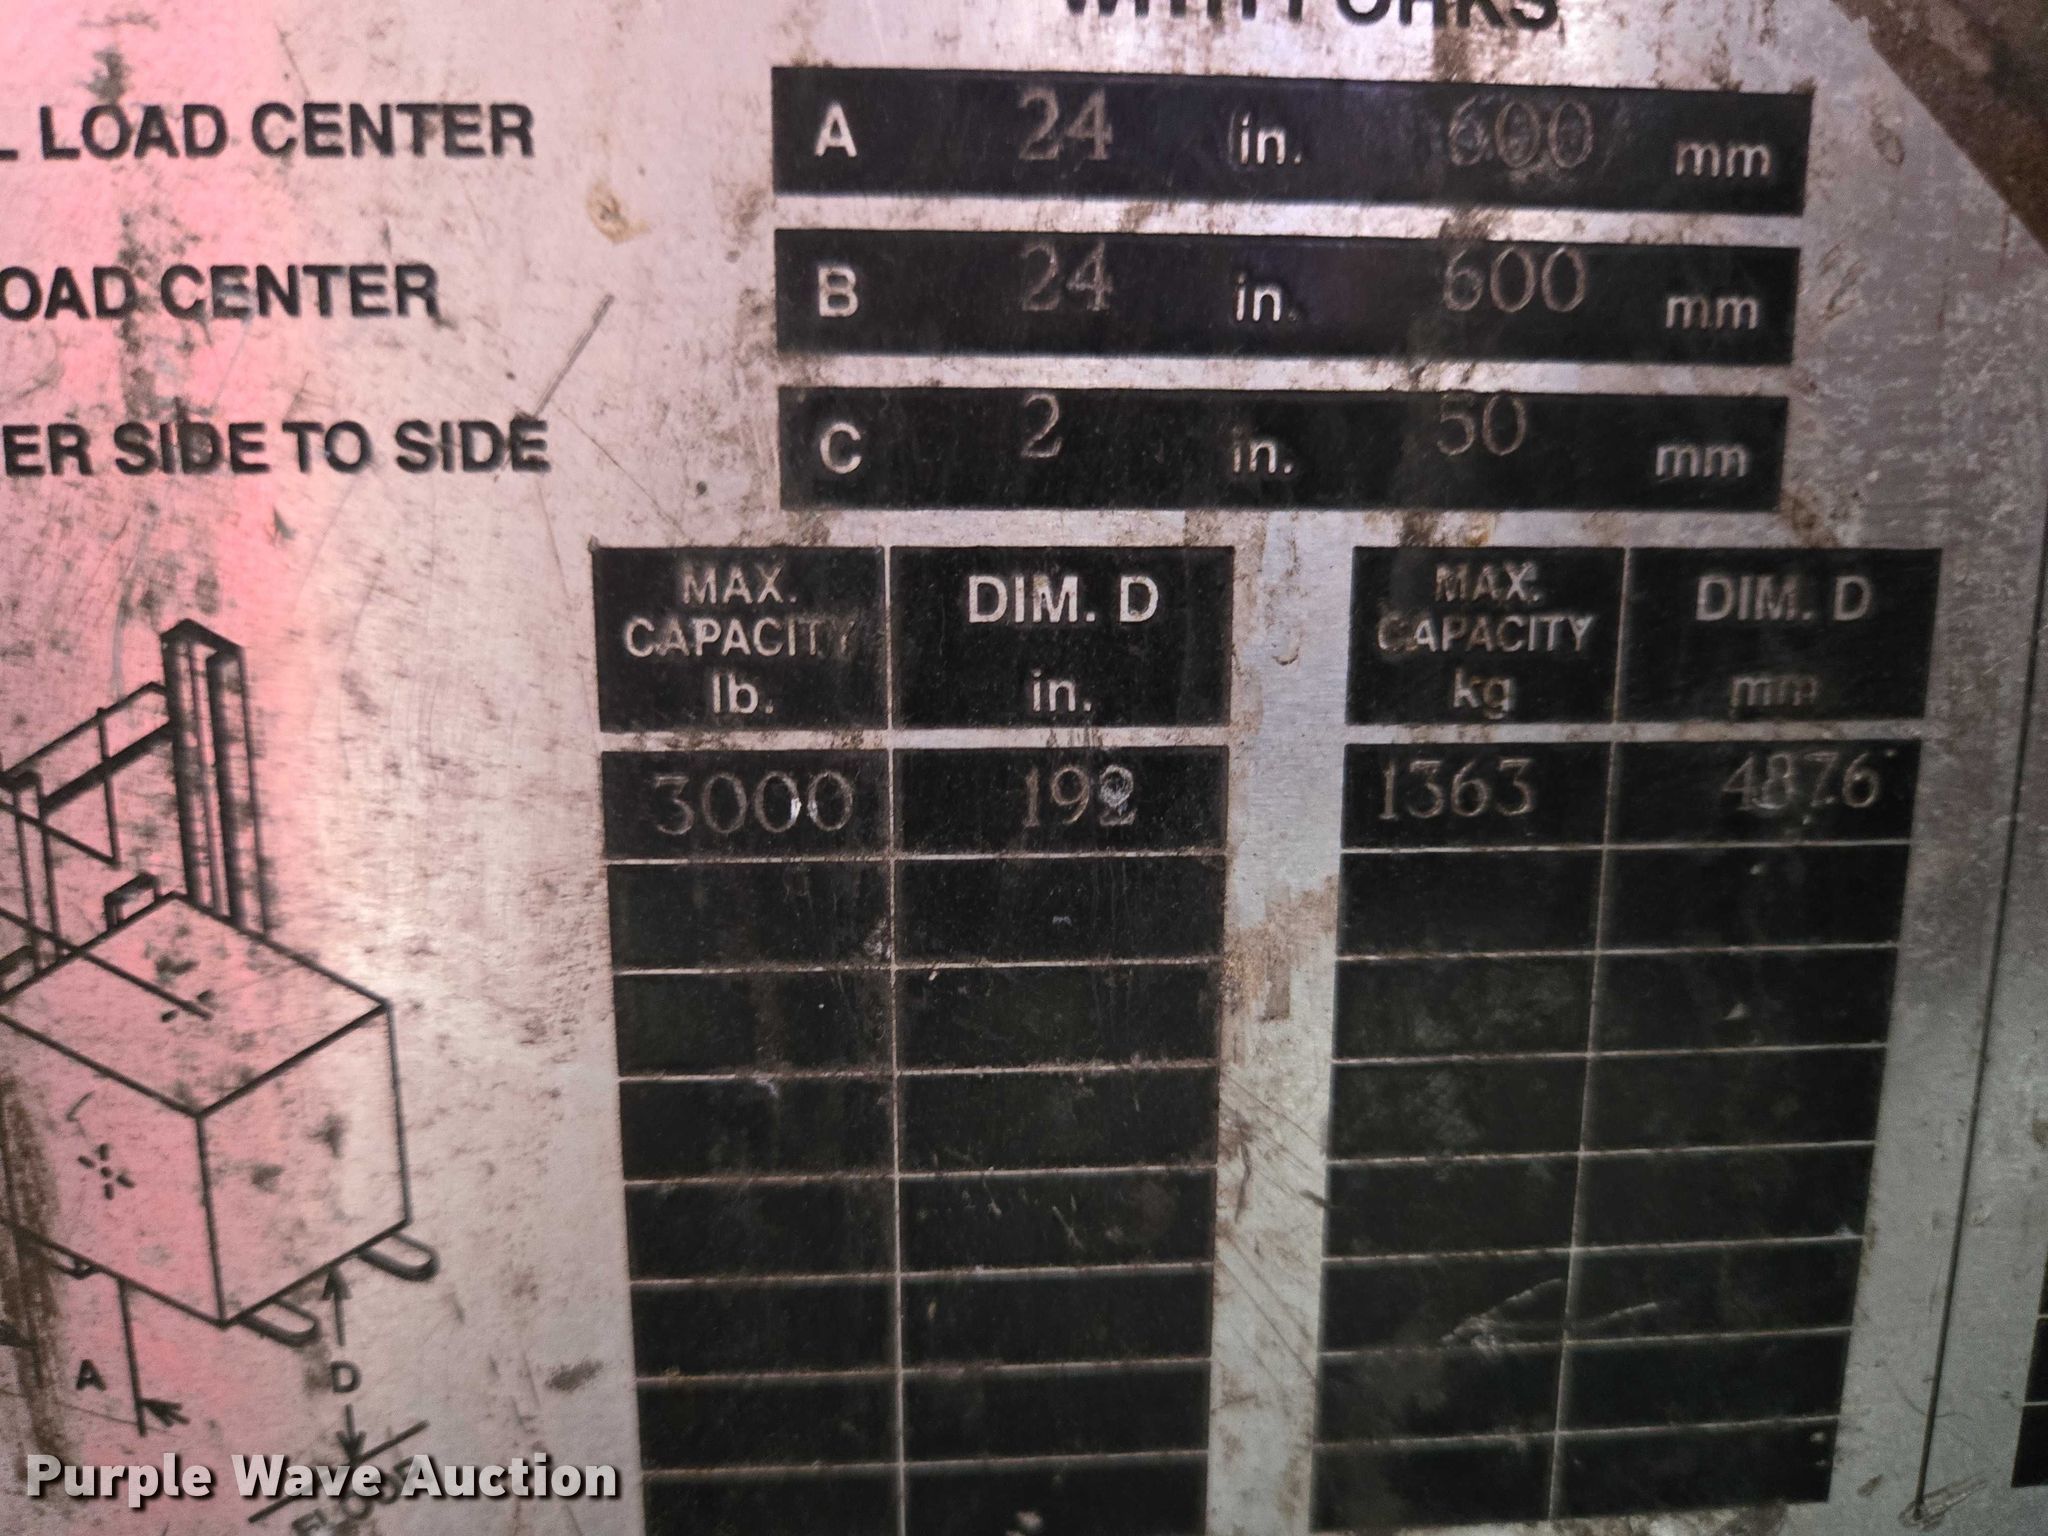 WITH FORKS
LOAD CENTER A 24 in. 600 mm
OAD CENTER B 24 in. 600 mm
ER SIDE TO SIDE C 2 in. 50 mm
MAX. CAPACITY lb. DIM. D in. MAX. CAPACITY kg DIM. D mm
3000 192 1363 4876
A
D
FLOOR
Purple Wave Auction